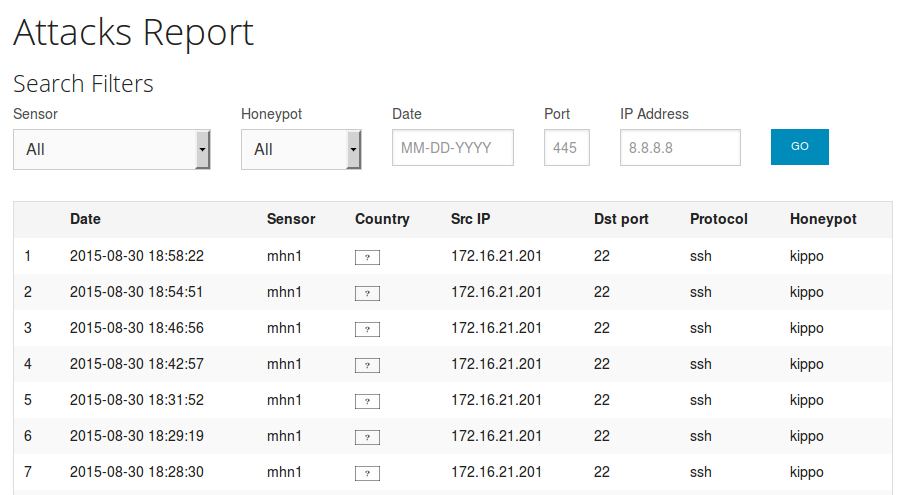 Attacks Report
Search Filters
Sensor Honeypot Date Port IP Address
All All MM-DD-YYYY 445 8.8.8.8 GO
Date Sensor Country Src IP Dst port Protocol Honeypot
1 2015-08-30 18:58:22 mhn1 ? 172.16.21.201 22 ssh kippo
2 2015-08-30 18:54:51 mhn1 ? 172.16.21.201 22 ssh kippo
3 2015-08-30 18:46:56 mhn1 ? 172.16.21.201 22 ssh kippo
4 2015-08-30 18:42:57 mhn1 ? 172.16.21.201 22 ssh kippo
5 2015-08-30 18:31:52 mhn1 ? 172.16.21.201 22 ssh kippo
6 2015-08-30 18:29:19 mhn1 ? 172.16.21.201 22 ssh kippo
7 2015-08-30 18:28:30 mhn1 ? 172.16.21.201 22 ssh kippo